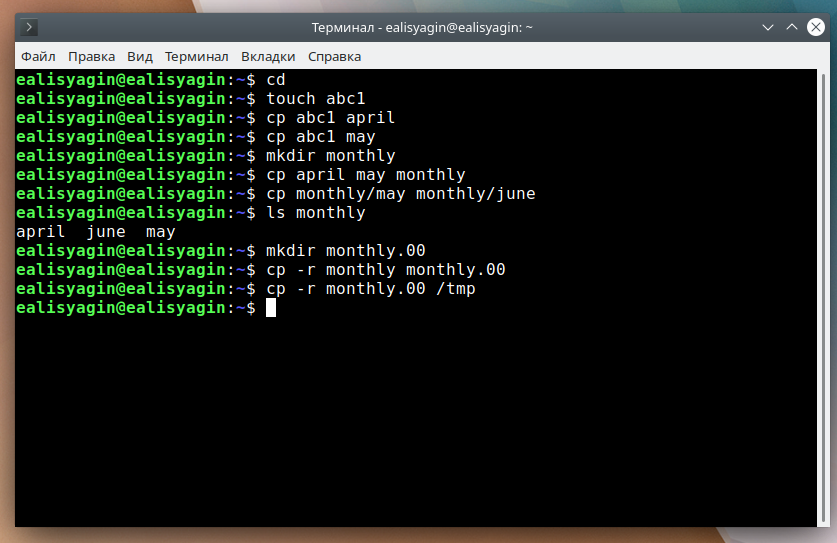 Терминал - ealisyagin@ealisyagin: ~
Файл Правка Вид Терминал Вкладки Справка
ealisyagin@ealisyagin:~$ cd
ealisyagin@ealisyagin:~$ touch abc1
ealisyagin@ealisyagin:~$ cp abc1 april
ealisyagin@ealisyagin:~$ cp abc1 may
ealisyagin@ealisyagin:~$ mkdir monthly
ealisyagin@ealisyagin:~$ cp april may monthly
ealisyagin@ealisyagin:~$ cp monthly/may monthly/june
ealisyagin@ealisyagin:~$ ls monthly
april  june  may
ealisyagin@ealisyagin:~$ mkdir monthly.00
ealisyagin@ealisyagin:~$ cp -r monthly monthly.00
ealisyagin@ealisyagin:~$ cp -r monthly.00 /tmp
ealisyagin@ealisyagin:~$